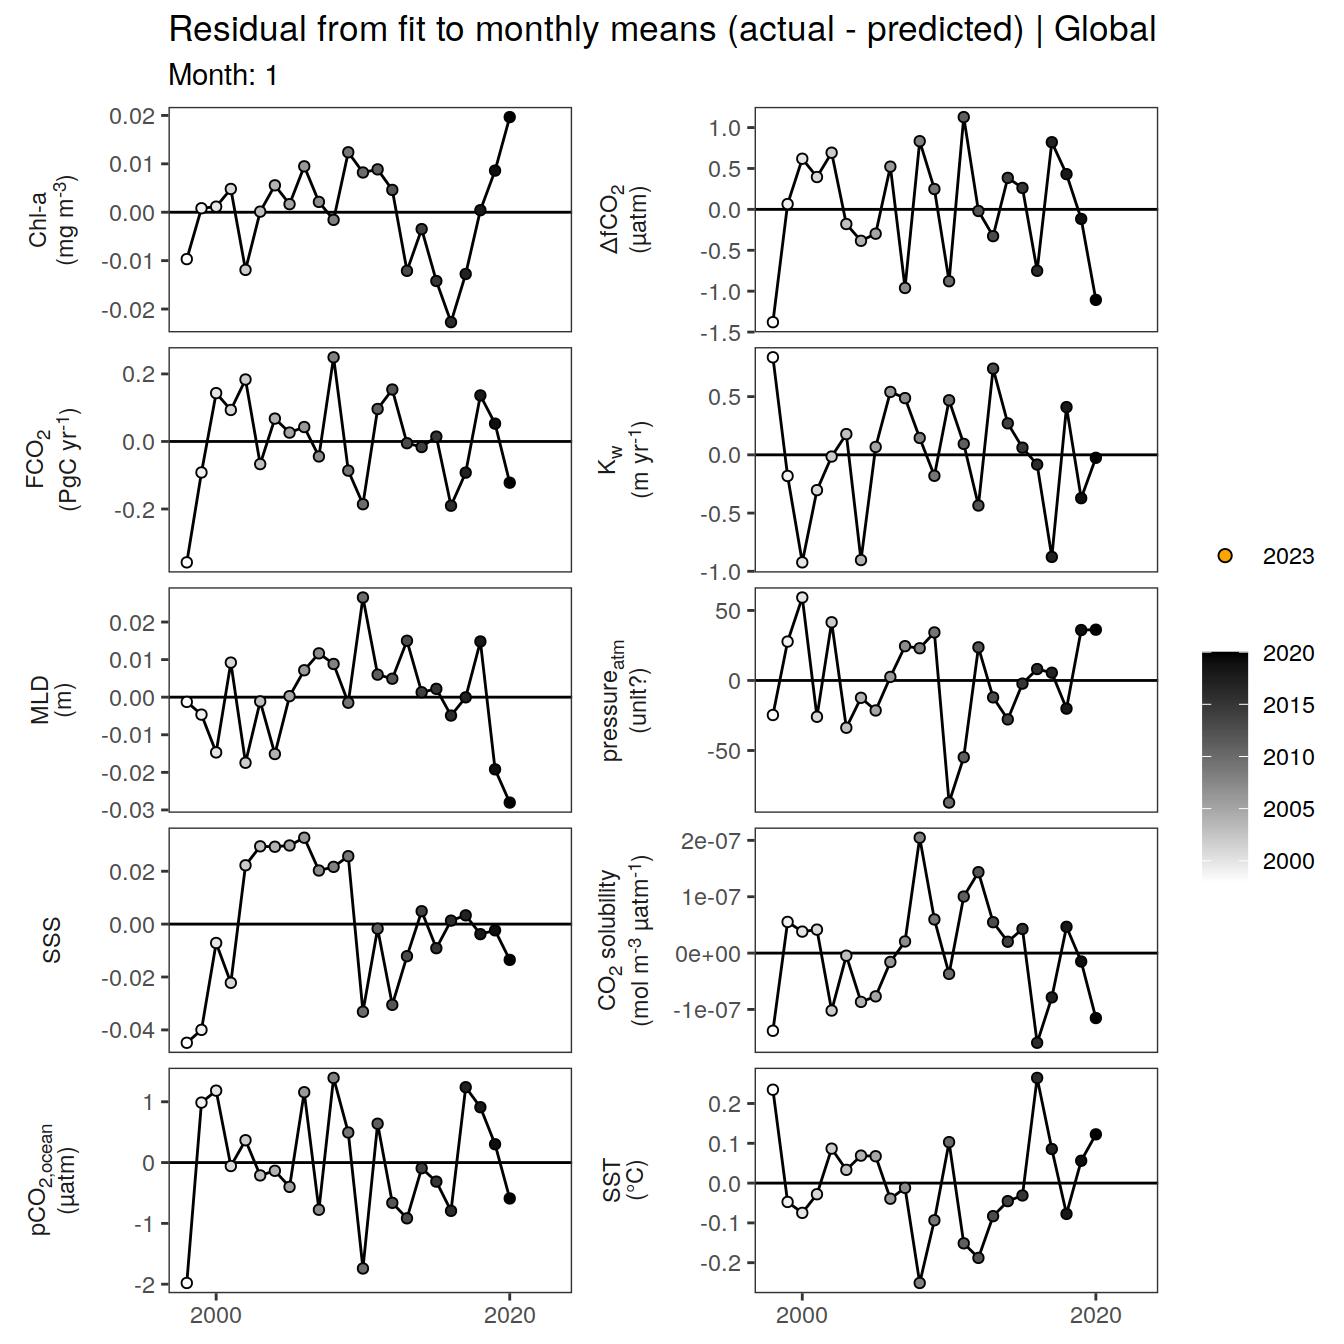 Residual from fit to monthly means (actual - predicted) | Global
Month: 1
Chl-a
(mg m⁻³)
0.02
0.01
0.00
-0.01
-0.02
ΔfCO₂
(µatm)
1.0
0.5
0.0
-0.5
-1.0
-1.5
FCO₂
(PgC yr⁻¹)
0.2
0.0
-0.2
K_w
(m yr⁻¹)
0.5
0.0
-0.5
-1.0
MLD
(m)
0.02
0.01
0.00
-0.01
-0.02
-0.03
pressure_atm
(unit?)
50
0
-50
SSS
0.02
0.00
-0.02
-0.04
CO₂ solubility
(mol m⁻³ µatm⁻¹)
2e-07
1e-07
0e+00
-1e-07
pCO₂,ocean
(µatm)
1
0
-1
-2
2000 2020
SST
(°C)
0.2
0.1
0.0
-0.1
-0.2
2000 2020
2023
2020
2015
2010
2005
2000